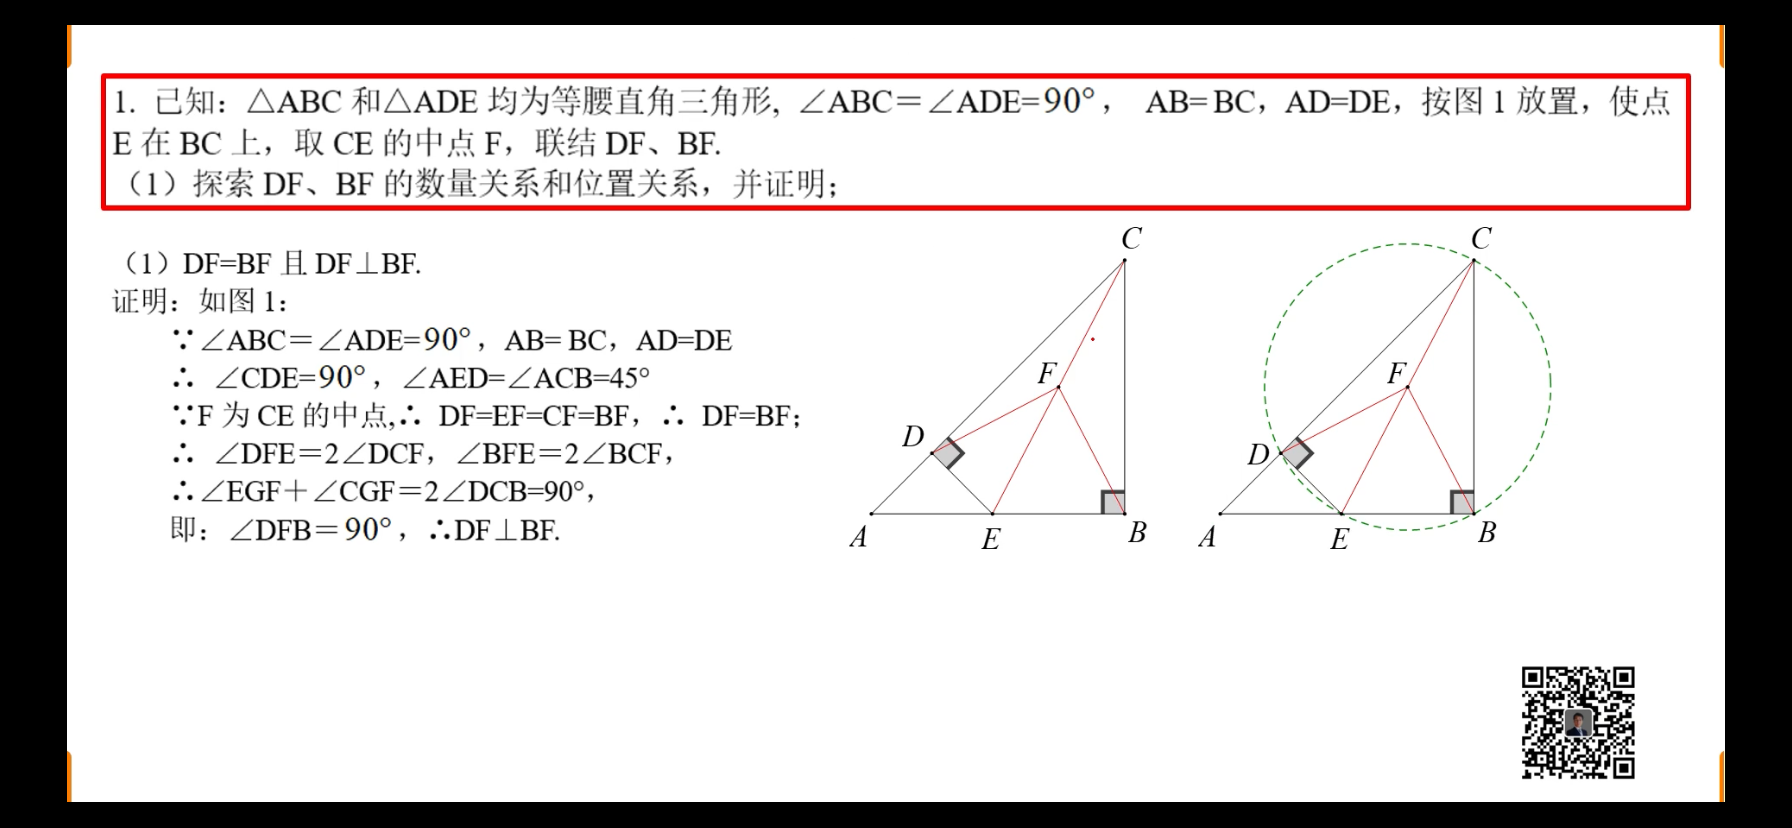 1. 已知：△ABC 和△ADE 均为等腰直角三角形, ∠ABC＝∠ADE=90°， AB= BC，AD=DE，按图 1 放置，使点
E 在 BC 上，取 CE 的中点 F，联结 DF、BF.
（1）探索 DF、BF 的数量关系和位置关系，并证明；
（1）DF=BF 且 DF⊥BF.
证明：如图 1：
∵∠ABC＝∠ADE=90°，AB= BC，AD=DE
∴ ∠CDE=90°，∠AED=∠ACB=45°
∵F 为 CE 的中点,∴ DF=EF=CF=BF，∴ DF=BF；
∴ ∠DFE＝2∠DCF，∠BFE＝2∠BCF，
∴∠EGF＋∠CGF＝2∠DCB=90°，
即：∠DFB＝90°，∴DF⊥BF.
C
F
D
A
E
B
C
F
D
A
E
B